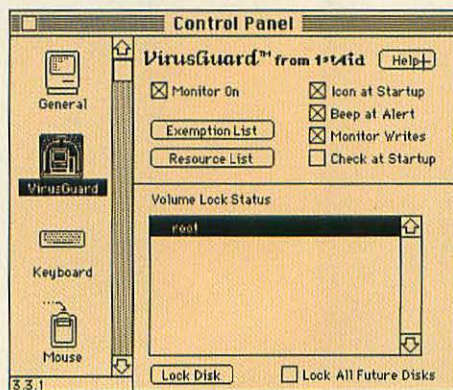 Control Panel
VirusGuard™ from 1stAid
Help
General
Monitor On
Icon at Startup
Beep at Alert
Exemption List
Monitor Writes
Resource List
Check at Startup
VirusGuard
Volume Lock Status
root
Keyboard
Mouse
Lock Disk
Lock All Future Disks
3.3.1